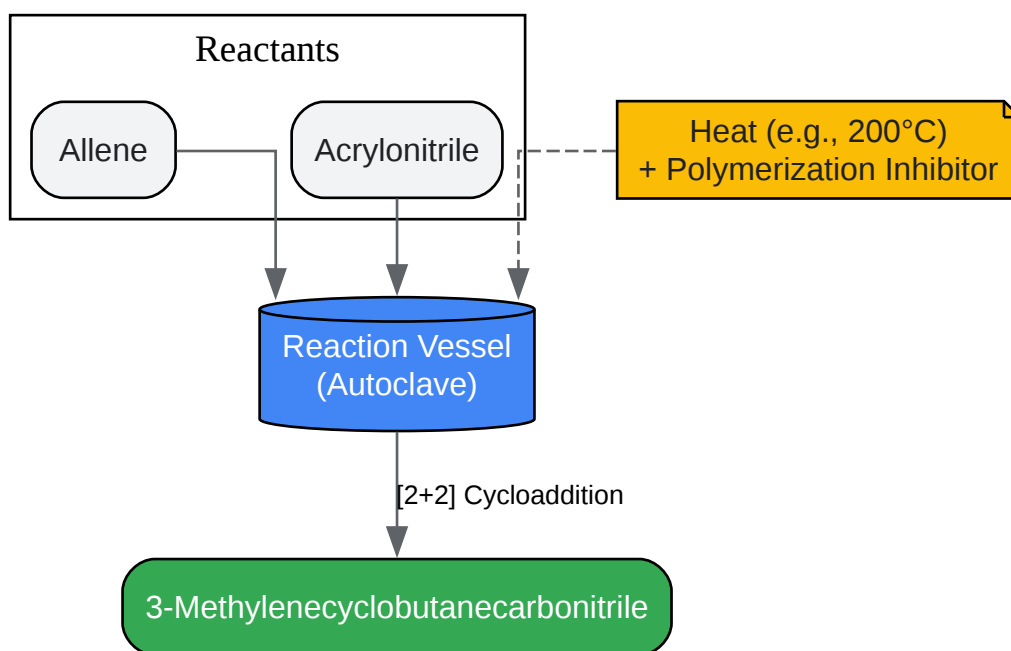 Reactants
Allene
Acrylonitrile
Heat (e.g., 200°C)
+ Polymerization Inhibitor
Reaction Vessel
(Autoclave)
[2+2] Cycloaddition
3-Methylenecyclobutanecarbonitrile